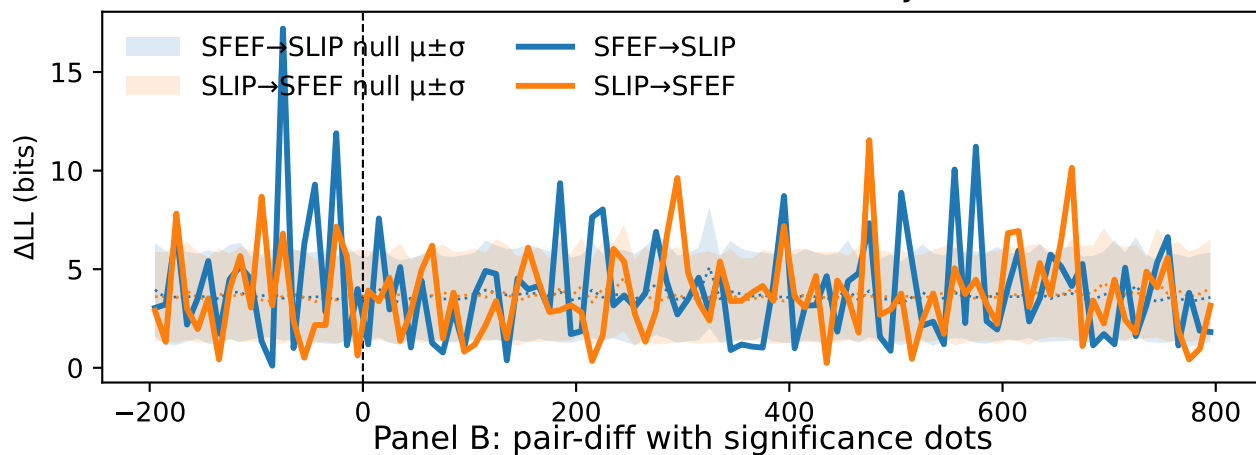 SFEF→SLIP null μ±σ
SLIP→SFEF null μ±σ
SFEF→SLIP
SLIP→SFEF
ΔLL (bits)
15
10
5
0
−200
0
200
400
600
800
Panel B: pair-diff with significance dots